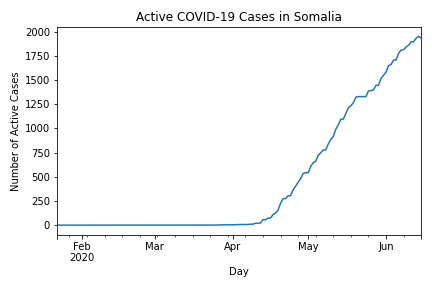 Active COVID-19 Cases in Somalia
2000
1750
1500
1250
1000
750
500
250
0
Number of Active Cases
Feb
2020
Mar
Apr
May
Jun
Day